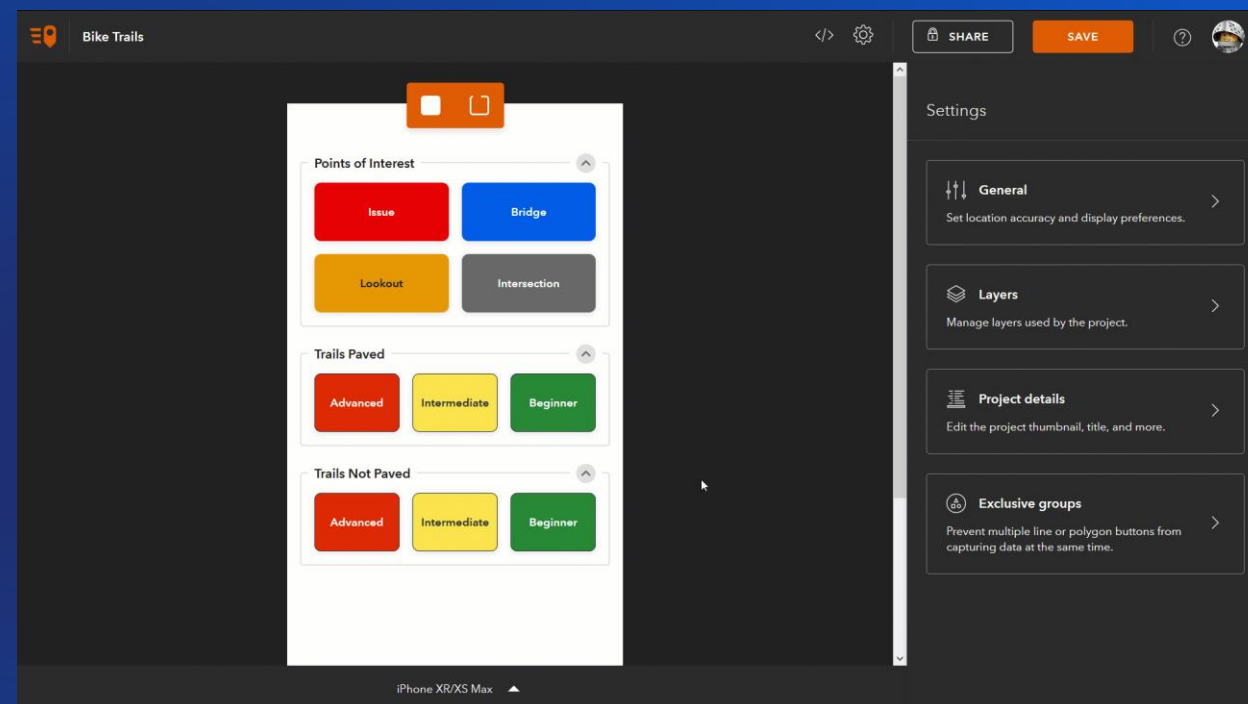 Bike Trails
</>
SHARE
SAVE
?
Settings
Points of Interest
Issue
Bridge
Lookout
Intersection
Trails Paved
Advanced
Intermediate
Beginner
Trails Not Paved
Advanced
Intermediate
Beginner
General
Set location accuracy and display preferences.
Layers
Manage layers used by the project.
Project details
Edit the project thumbnail, title, and more.
Exclusive groups
Prevent multiple line or polygon buttons from
capturing data at the same time.
iPhone XR/XS Max